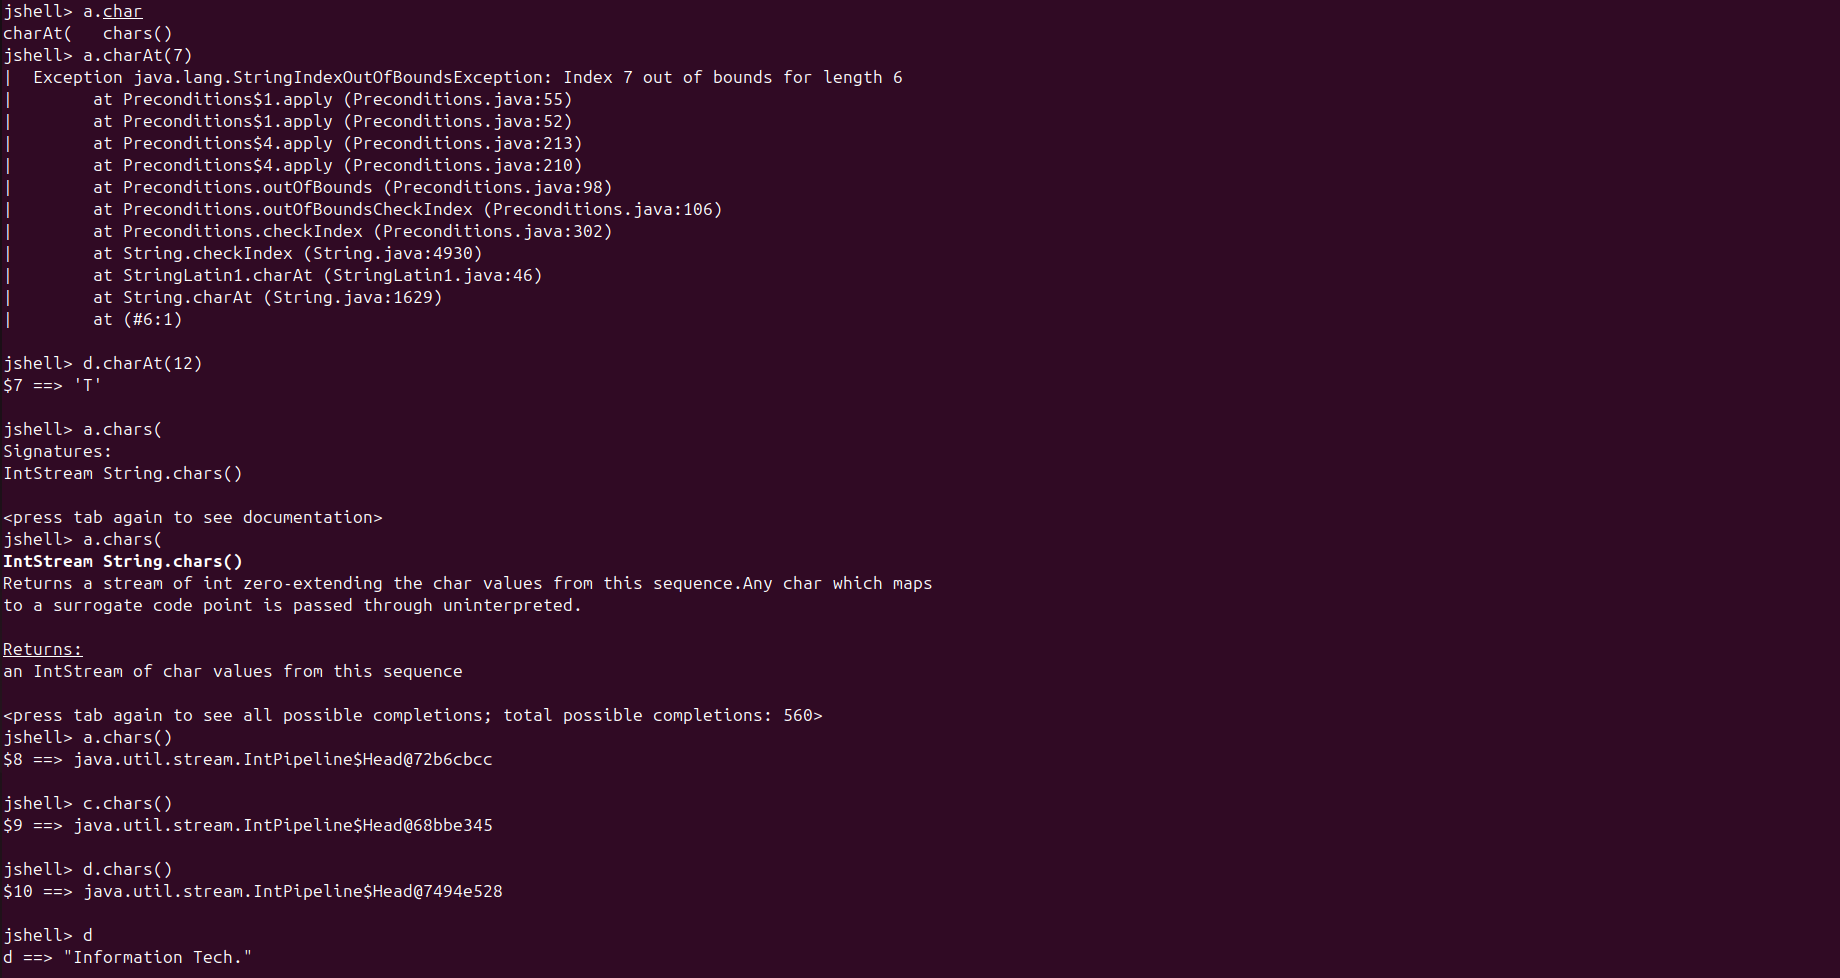 jshell> a.char
charAt(   chars()
jshell> a.charAt(7)
|  Exception java.lang.StringIndexOutOfBoundsException: Index 7 out of bounds for length 6
|        at Preconditions$1.apply (Preconditions.java:55)
|        at Preconditions$1.apply (Preconditions.java:52)
|        at Preconditions$4.apply (Preconditions.java:213)
|        at Preconditions$4.apply (Preconditions.java:210)
|        at Preconditions.outOfBounds (Preconditions.java:98)
|        at Preconditions.outOfBoundsCheckIndex (Preconditions.java:106)
|        at Preconditions.checkIndex (Preconditions.java:302)
|        at String.checkIndex (String.java:4930)
|        at StringLatin1.charAt (StringLatin1.java:46)
|        at String.charAt (String.java:1629)
|        at (#6:1)

jshell> d.charAt(12)
$7 ==> 'T'

jshell> a.chars(
Signatures:
IntStream String.chars()

<press tab again to see documentation>
jshell> a.chars(
IntStream String.chars()
Returns a stream of int zero-extending the char values from this sequence.Any char which maps
to a surrogate code point is passed through uninterpreted.

Returns:
an IntStream of char values from this sequence

<press tab again to see all possible completions; total possible completions: 560>
jshell> a.chars()
$8 ==> java.util.stream.IntPipeline$Head@72b6cbcc

jshell> c.chars()
$9 ==> java.util.stream.IntPipeline$Head@68bbe345

jshell> d.chars()
$10 ==> java.util.stream.IntPipeline$Head@7494e528

jshell> d
d ==> "Information Tech."